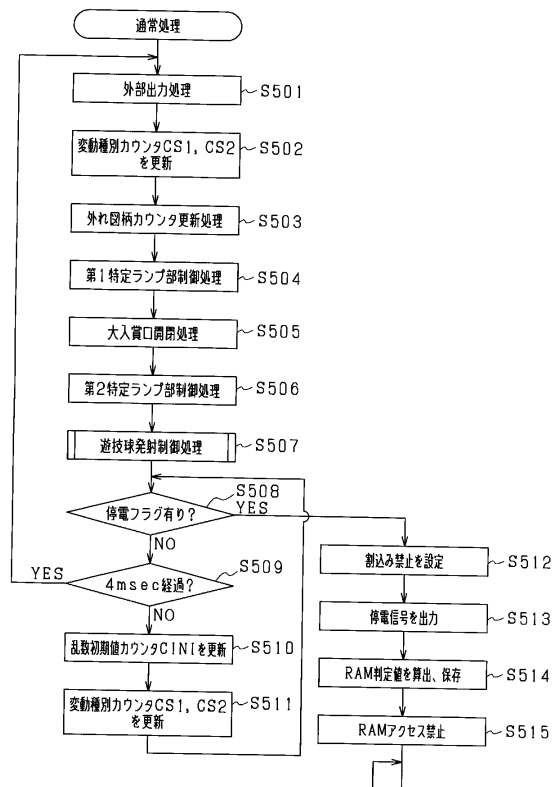 通常処理
外部出力処理
S501
変動種別カウンタCS1, CS2
を更新
S502
外れ図柄カウンタ更新処理
S503
第1特定ランプ部制御処理
S504
大入賞口開閉処理
S505
第2特定ランプ部制御処理
S506
遊技球発射制御処理
S507
停電フラグ有り?
S508
YES
NO
4msec経過?
S509
YES
NO
乱数初期値カウンタCINIを更新
S510
変動種別カウンタCS1, CS2
を更新
S511
割込み禁止を設定
S512
停電信号を出力
S513
RAM判定値を算出、保存
S514
RAMアクセス禁止
S515